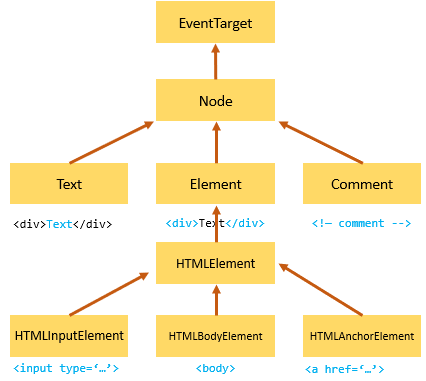 EventTarget
Node
Text Element Comment
<div>Text</div> <div>Text</div> <!— comment -->
HTMLElement
HTMLInputElement HTMLBodyElement HTMLAnchorElement
<input type=‘…’> <body> <a href=‘…’>